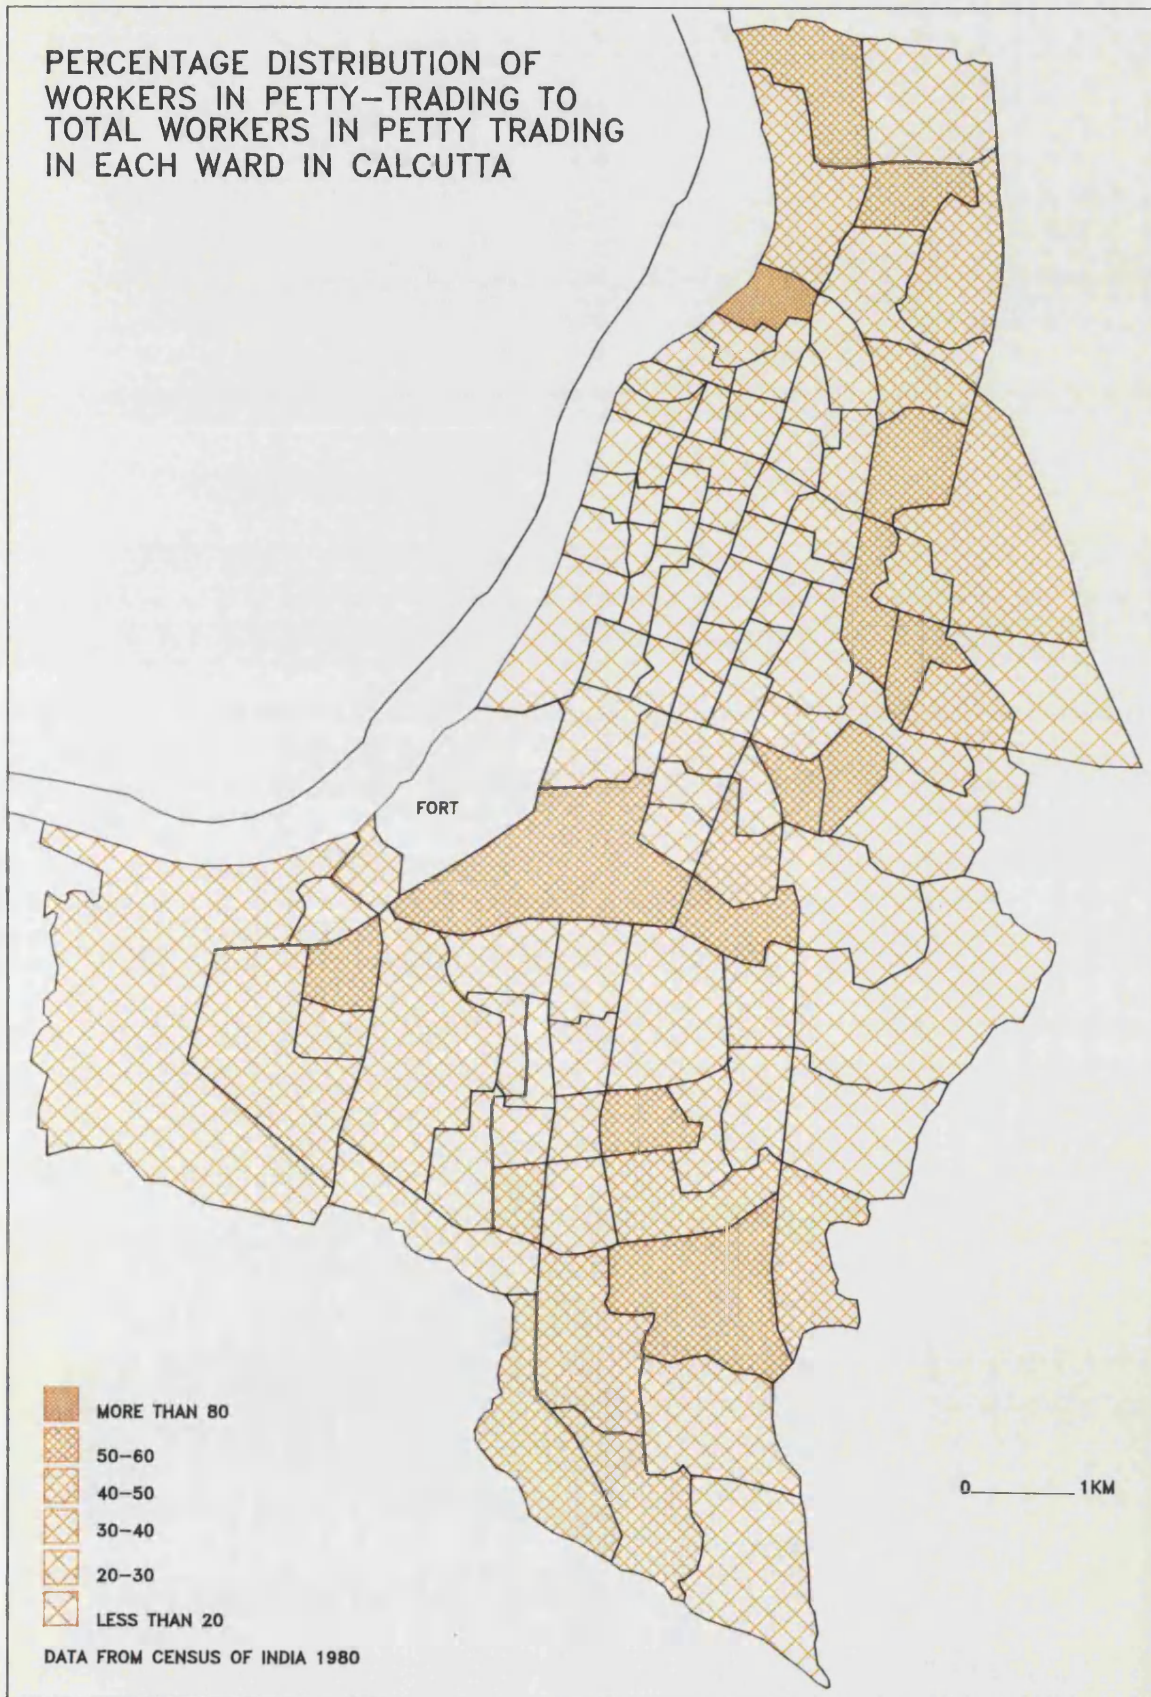 PERCENTAGE DISTRIBUTION OF
WORKERS IN PETTY-TRADING TO
TOTAL WORKERS IN PETTY TRADING
IN EACH WARD IN CALCUTTA
FORT
MORE THAN 80
50-60
40-50
30-40
20-30
LESS THAN 20
0 1KM
DATA FROM CENSUS OF INDIA 1980